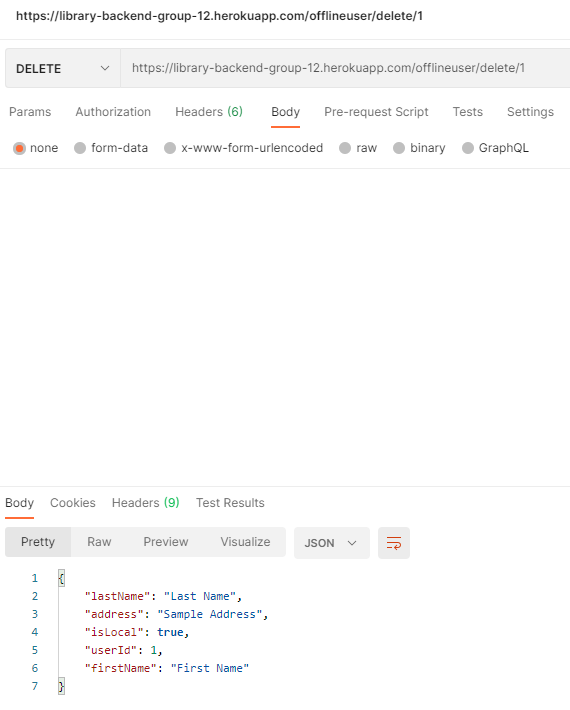 https://library-backend-group-12.herokuapp.com/offlineuser/delete/1
DELETE https://library-backend-group-12.herokuapp.com/offlineuser/delete/1
Params Authorization Headers (6) Body Pre-request Script Tests Settings
none form-data x-www-form-urlencoded raw binary GraphQL
Body Cookies Headers (9) Test Results
Pretty Raw Preview Visualize JSON
1 {
2 "lastName": "Last Name",
3 "address": "Sample Address",
4 "isLocal": true,
5 "userId": 1,
6 "firstName": "First Name"
7 }